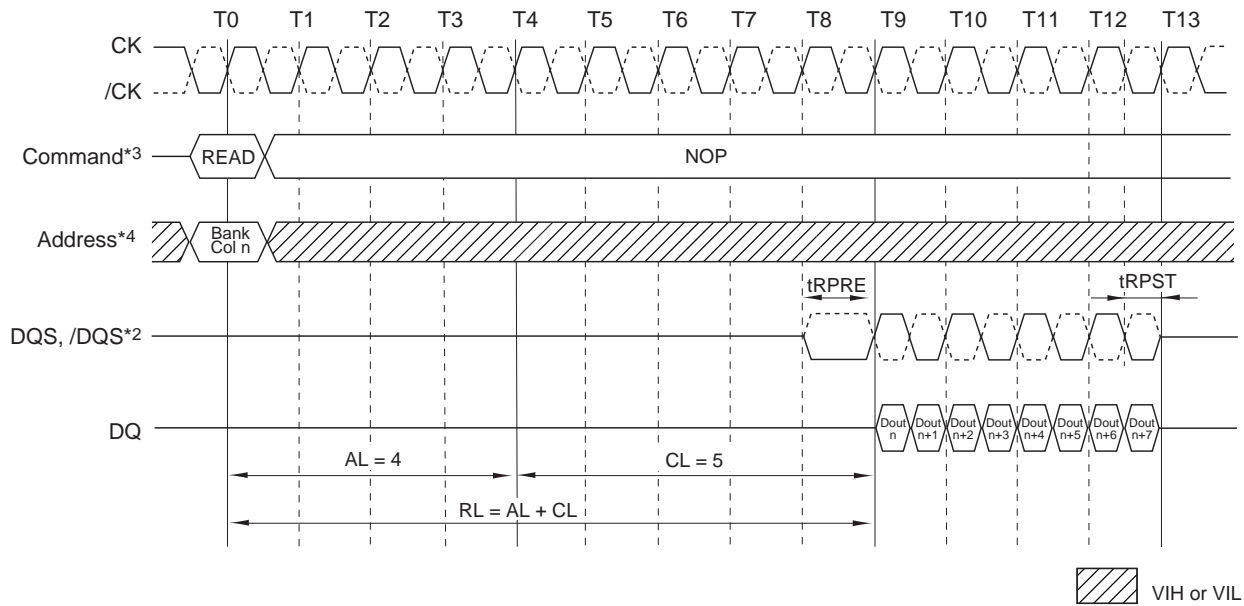 T0 T1 T2 T3 T4 T5 T6 T7 T8 T9 T10 T11 T12 T13
CK
/CK
Command*3 READ NOP
Address*4 Bank Col n
tRPRE tRPST
DQS, /DQS*2
DQ Dout n Dout n+1 Dout n+2 Dout n+3 Dout n+4 Dout n+5 Dout n+6 Dout n+7
AL = 4 CL = 5
RL = AL + CL
VIH or VIL